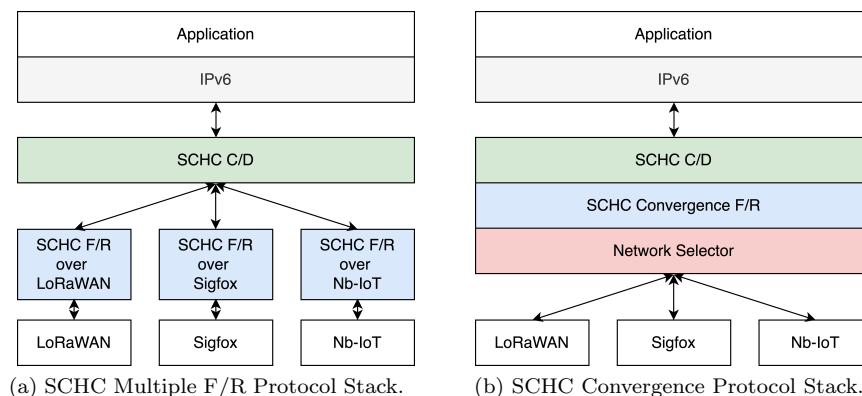 Application
IPv6
SCHC C/D
SCHC F/R
over
LoRaWAN
SCHC F/R
over
Sigfox
SCHC F/R
over
Nb-IoT
LoRaWAN
Sigfox
Nb-IoT
(a) SCHC Multiple F/R Protocol Stack.
Application
IPv6
SCHC C/D
SCHC Convergence F/R
Network Selector
LoRaWAN
Sigfox
Nb-IoT
(b) SCHC Convergence Protocol Stack.